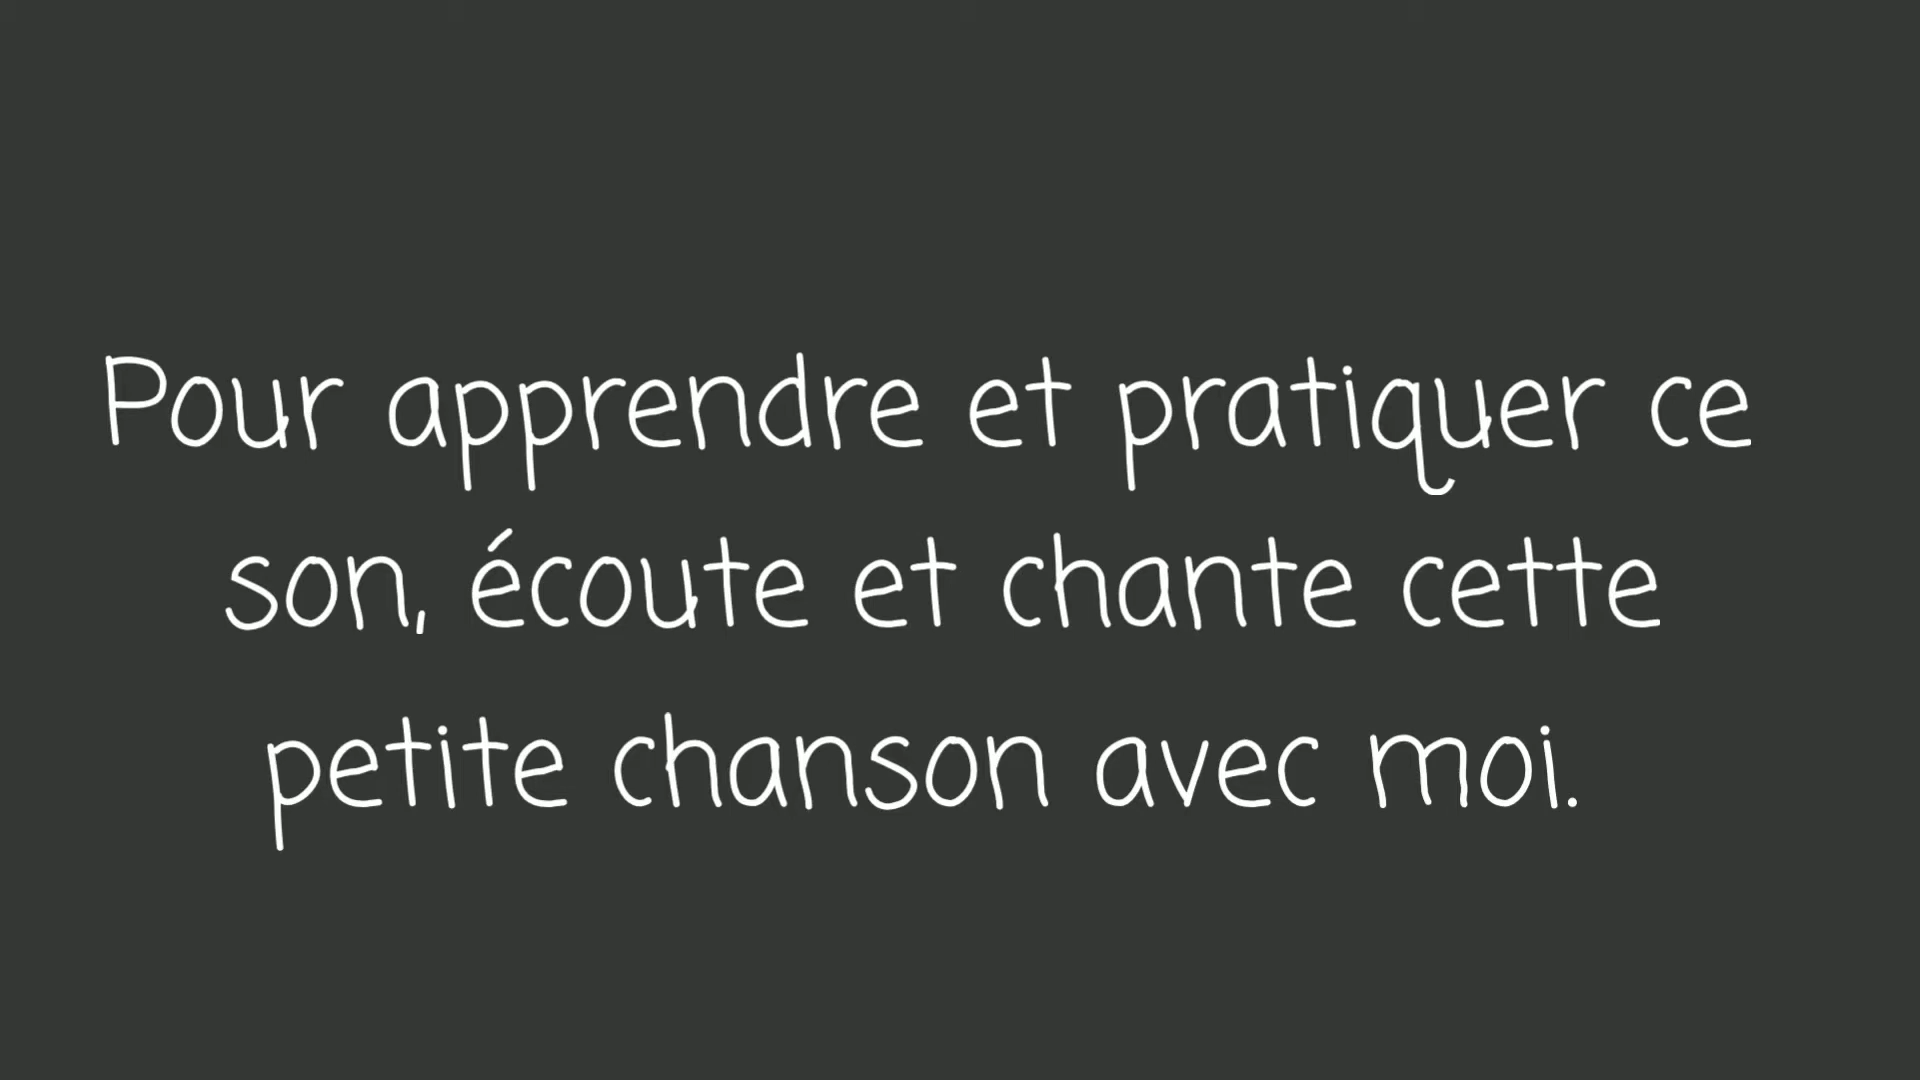 Pour apprendre et pratiquer ce
son, écoute et chante cette
petite chanson avec moi.